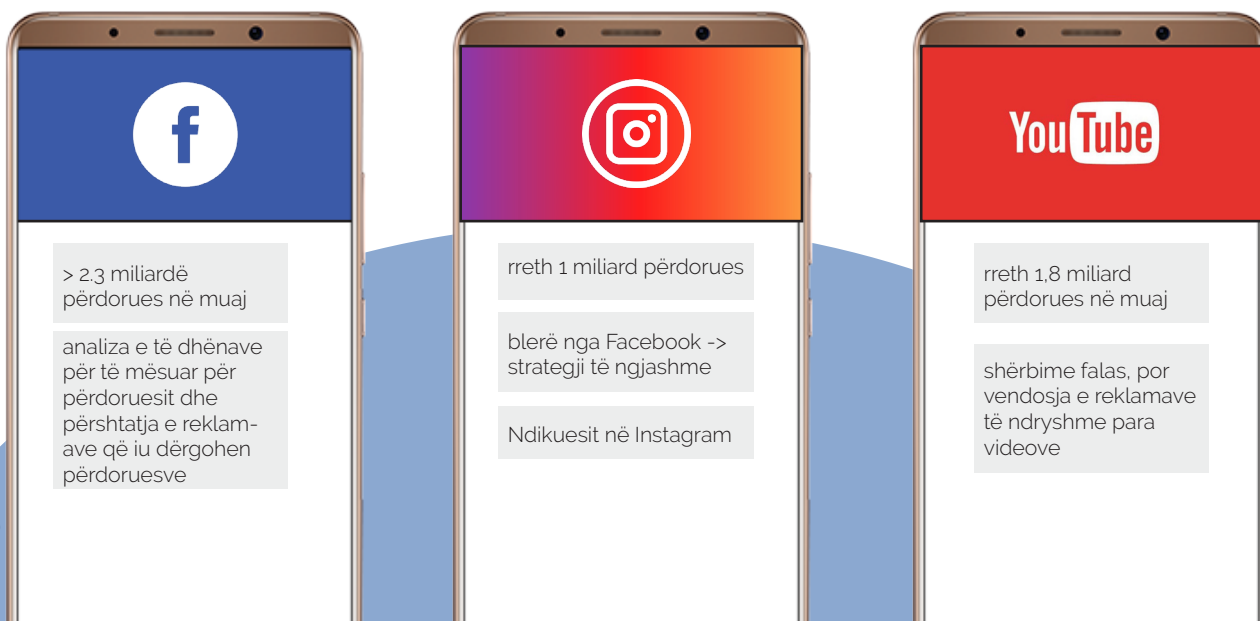 f
> 2.3 miliardë
përdorues në muaj
analiza e të dhënave
për të mësuar për
përdoruesit dhe
përshtatja e reklam-
ave që iu dërgohen
përdoruesve
rreth 1 miliard përdorues
blerë nga Facebook ->
strategji të ngjashme
Ndikuesit në Instagram
YouTube
rreth 1,8 miliard
përdorues në muaj
shërbime falas, por
vendosja e reklamave
të ndryshme para
videove